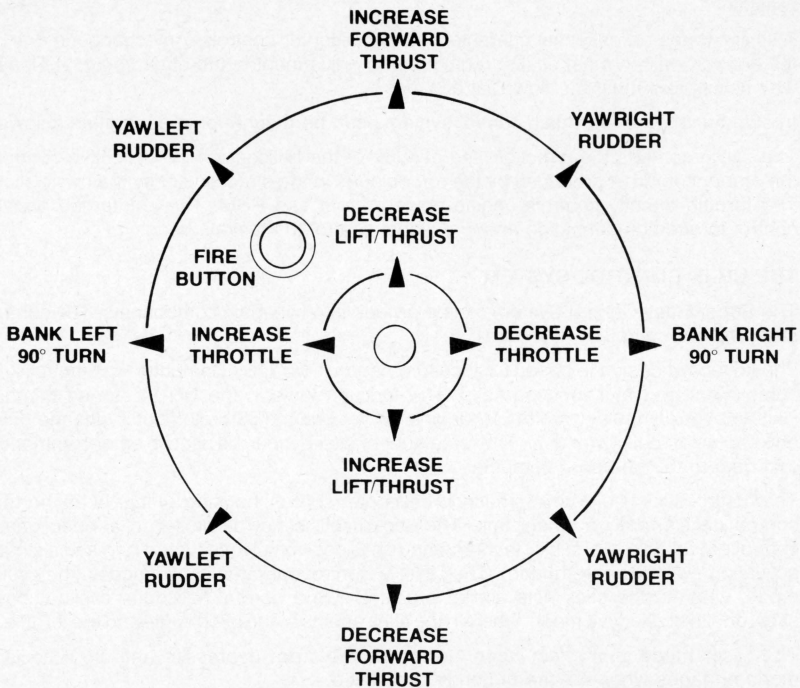 INCREASE
FORWARD
THRUST
YAWLEFT
RUDDER
YAWRIGHT
RUDDER
DECREASE
LIFT/THRUST
FIRE
BUTTON
BANK LEFT
90° TURN
INCREASE
THROTTLE
DECREASE
THROTTLE
BANK RIGHT
90° TURN
INCREASE
LIFT/THRUST
YAWLEFT
RUDDER
YAWRIGHT
RUDDER
DECREASE
FORWARD
THRUST